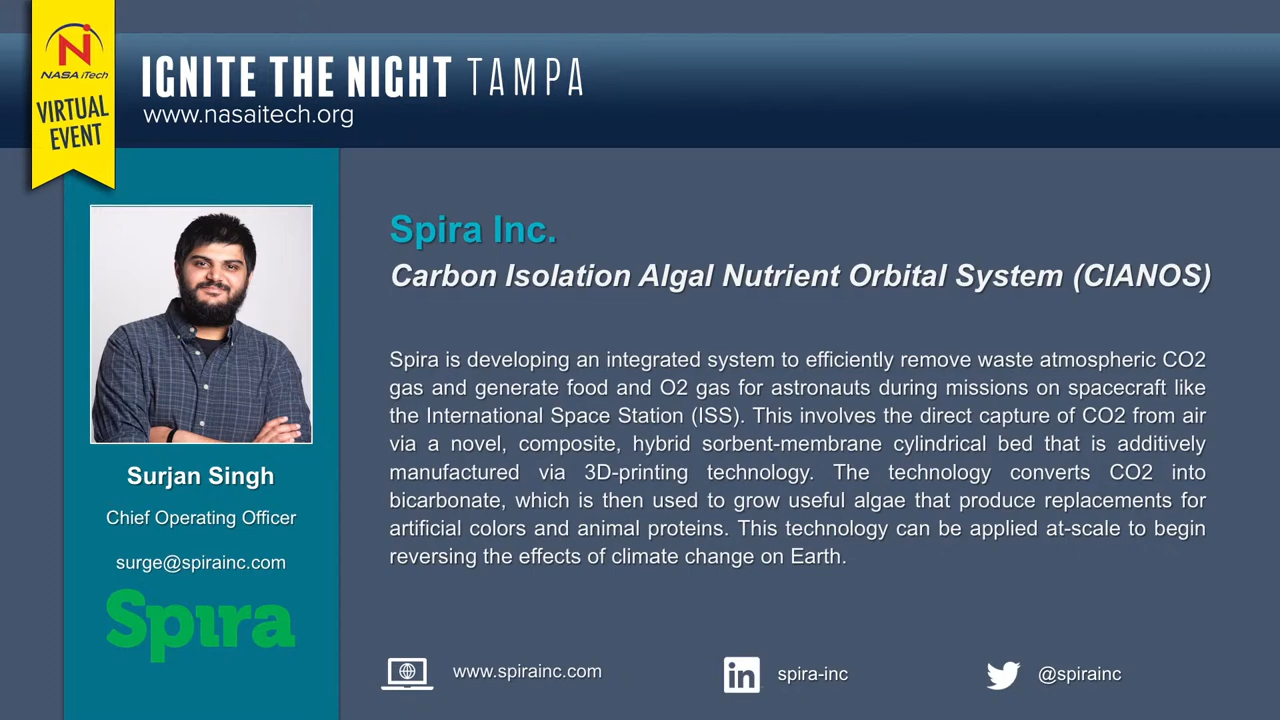 NASA iTech
VIRTUAL
EVENT
IGNITE THE NIGHT TAMPA
www.nasaitech.org
Surjan Singh
Chief Operating Officer
surge@spirainc.com
Spira
Spira Inc.
Carbon Isolation Algal Nutrient Orbital System (CIANOS)
Spira is developing an integrated system to efficiently remove waste atmospheric CO2
gas and generate food and O2 gas for astronauts during missions on spacecraft like
the International Space Station (ISS). This involves the direct capture of CO2 from air
via a novel, composite, hybrid sorbent-membrane cylindrical bed that is additively
manufactured via 3D-printing technology. The technology converts CO2 into
bicarbonate, which is then used to grow useful algae that produce replacements for
artificial colors and animal proteins. This technology can be applied at-scale to begin
reversing the effects of climate change on Earth.
www.spirainc.com
in
spira-inc
@spirainc